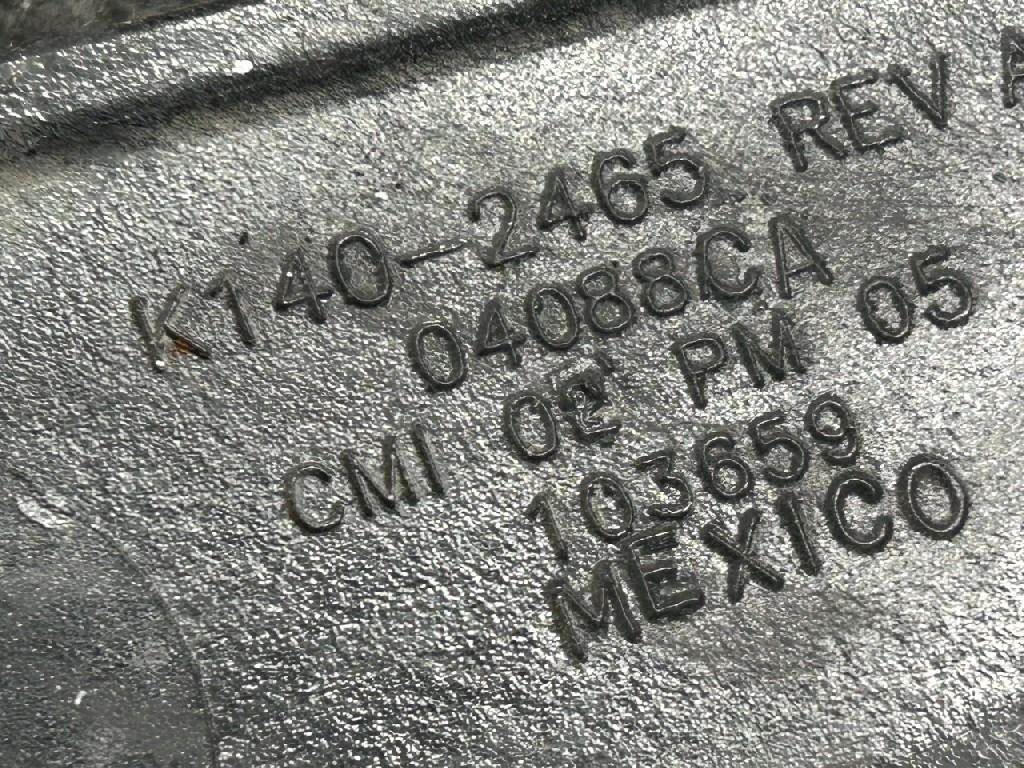 K140-2465 REV A
04088CA
CMI 02 PM 05
103659
MEXICO